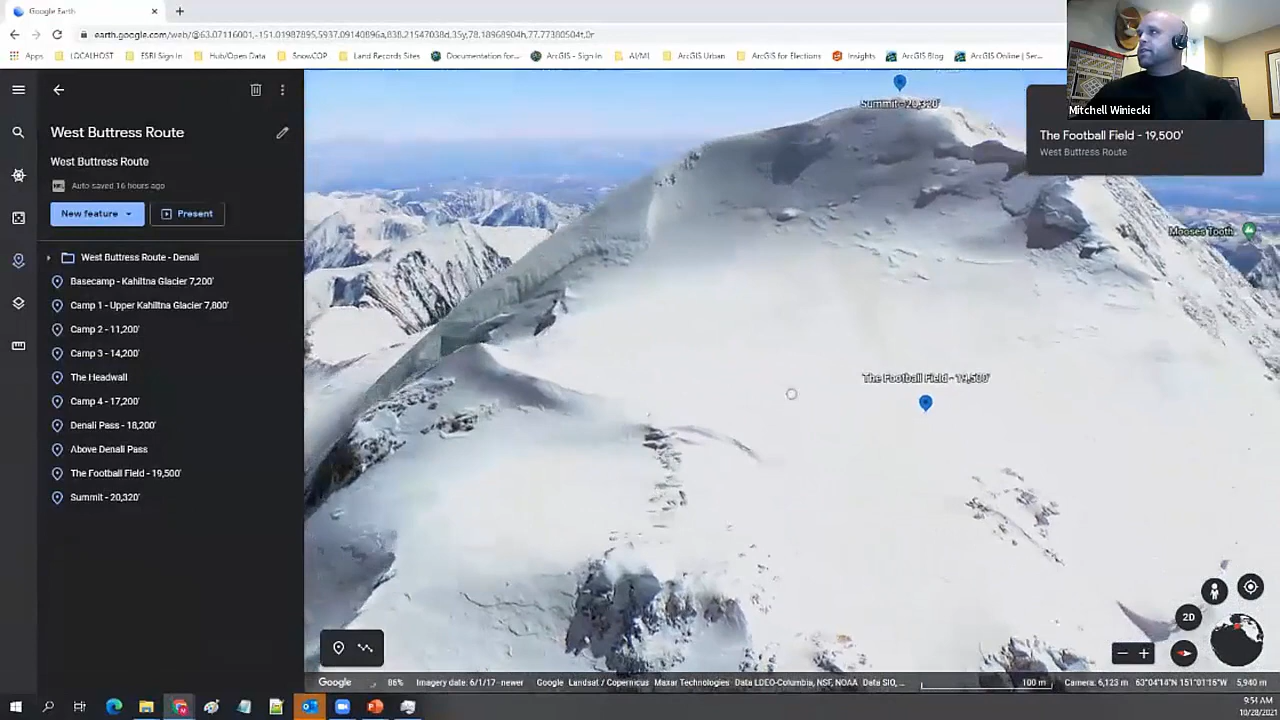 Google Earth
earth.google.com/web/@63.07116001,-151.01987895,5937.09140896a,838.21547038d,35y,78.18968904h,77.77380504t,0r
Apps LOCALHOST ESRI Sign In Hub/Open Data SnowCOP Land Record Sites Documentation for... ArcGIS - Sign In AI/MI ArcGIS Urban ArcGIS for Elections Insights ArcGIS Blog ArcGIS Online | Ser...
Mitchell Winiecki
West Buttress Route
West Buttress Route
Auto saved 16 hours ago
New feature
Present
West Buttress Route - Denali
Basecamp - Kahiltna Glacier 7,200'
Camp 1 - Upper Kahiltna Glacier 7,800'
Camp 2 - 11,200'
Camp 3 - 14,200'
The Headwall
Camp 4 - 17,200'
Denali Pass - 18,200'
Above Denali Pass
The Football Field - 19,500'
Summit - 20,320'
Summit - 20,320'
The Football Field - 19,500'
West Buttress Route
Mooses Tooth
The Football Field - 19,500'
2D
Google 86% Imagery date: 6/1/17-newer Google Landsat / Copernicus Maxar Technologies Data LDEO-Columbia, NSF, NOAA Data SIO, ... 100 m Camera: 6,123 m 63°04'14"N 151°01'16"W 5,940 m
9:54 AM
10/28/2021